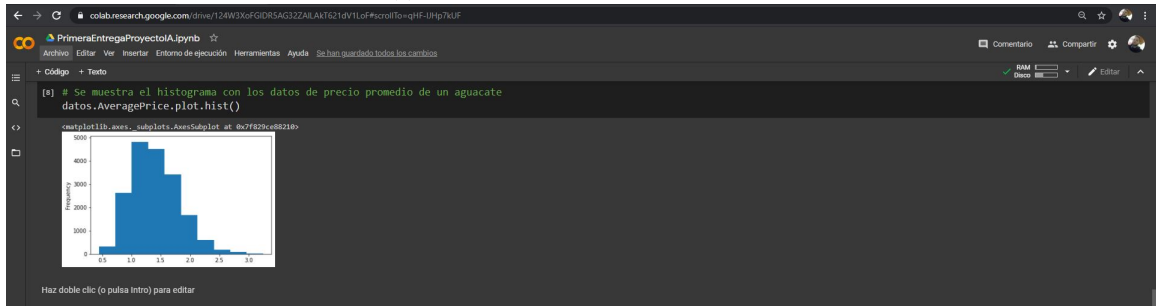 colab.research.google.com/drive/124W3XoFGIDR5AG32ZAILAkT621dV1LoF#scrollTo=qHF-IJHp7kUF
PrimeraEntregaProyectoIA.ipynb
Comentario Compartir
Archivo Editar Ver Insertar Entorno de ejecución Herramientas Ayuda Se han guardado todos los cambios
+ Código + Texto
RAM
Disco
Editar
[8] # Se muestra el histograma con los datos de precio promedio de un aguacate
datos.AveragePrice.plot.hist()
<matplotlib.axes._subplots.AxesSubplot at 0x7f829ce88210>
5000
4000
3000
2000
1000
0
Frequency
0.5 1.0 1.5 2.0 2.5 3.0
Haz doble clic (o pulsa Intro) para editar